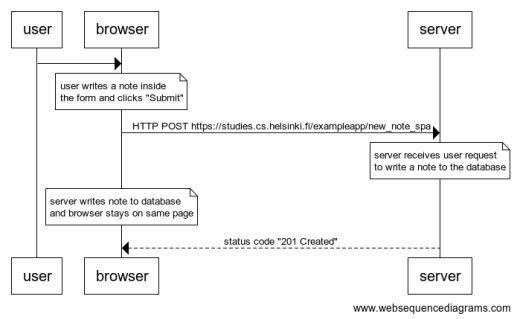 user
browser
server
user writes a note inside
the form and clicks "Submit"
HTTP POST https://studies.cs.helsinki.fi/exampleapp/new_note_spa
server receives user request
to write a note to the database
server writes note to database
and browser stays on same page
status code "201 Created"
user
browser
server
www.websequencediagrams.com